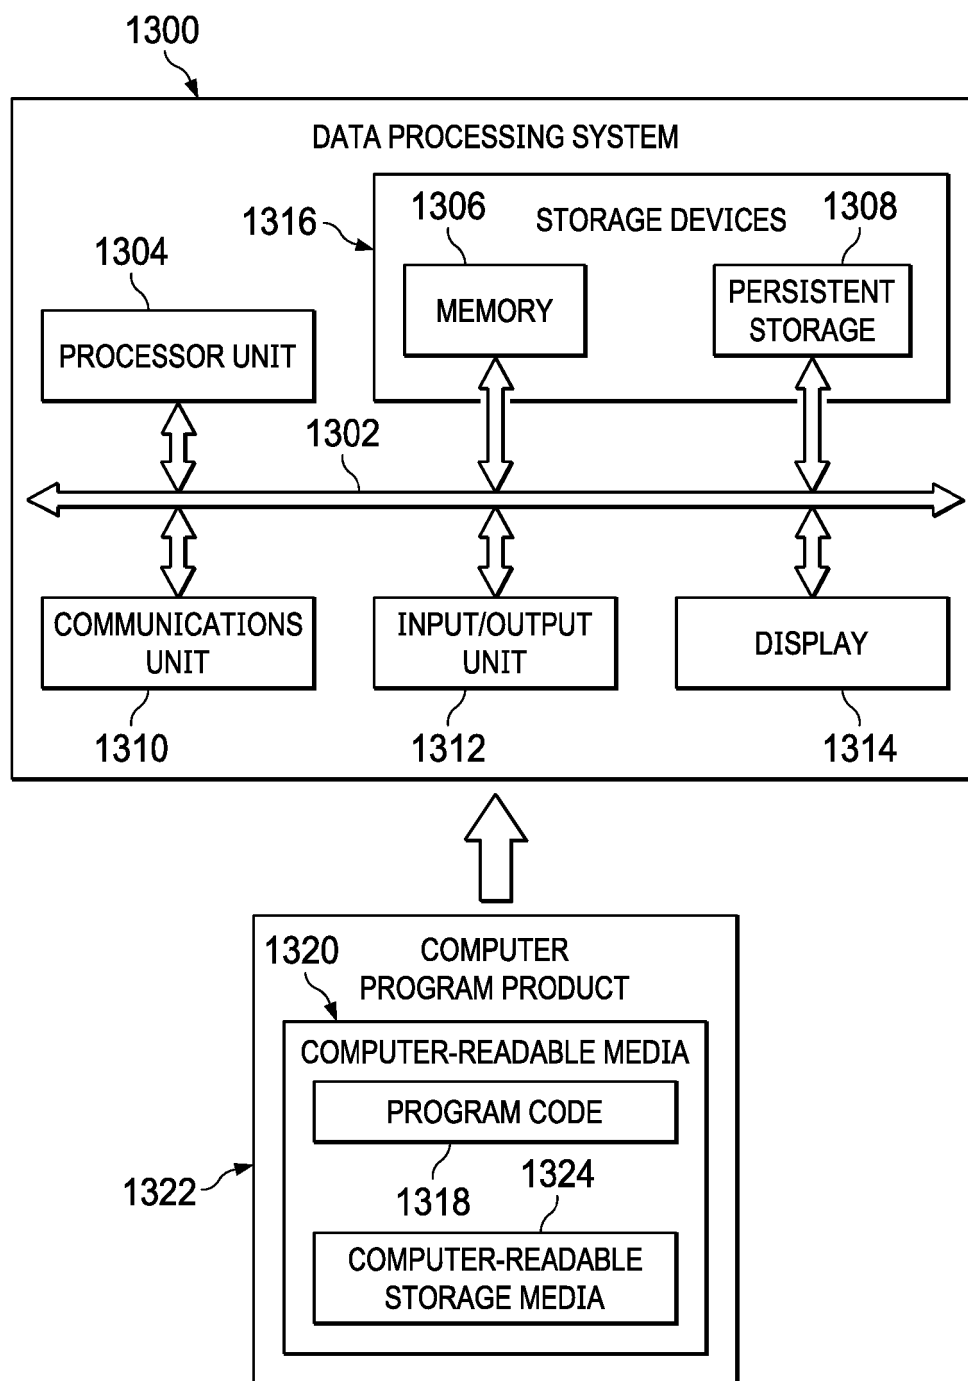 1300
DATA PROCESSING SYSTEM
1316
1306
STORAGE DEVICES
1308
1304
MEMORY
PERSISTENT
STORAGE
PROCESSOR UNIT
1302
COMMUNICATIONS
UNIT
INPUT/OUTPUT
UNIT
DISPLAY
1310
1312
1314
1320
COMPUTER
PROGRAM PRODUCT
COMPUTER-READABLE MEDIA
PROGRAM CODE
1322
1318
1324
COMPUTER-READABLE
STORAGE MEDIA